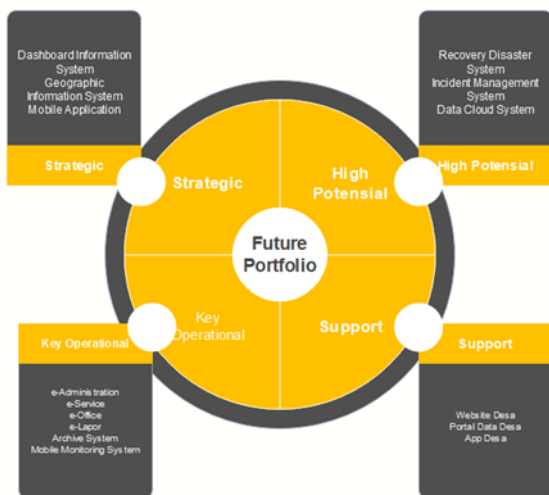 Dashboard Information
System
Geographic
Information System
Mobile Application
Strategic
Recovery Disaster
System
Incident Management
System
Data Cloud System
High Potensial
Strategic
High
Potensial
Future
Portfolio
Key
Operational
Support
Key Operational
e-Administration
e-Service
e-Office
e-Lapor
Archive System
Mobile Monitoring System
Support
Website Desa
Portal Data Desa
App Desa